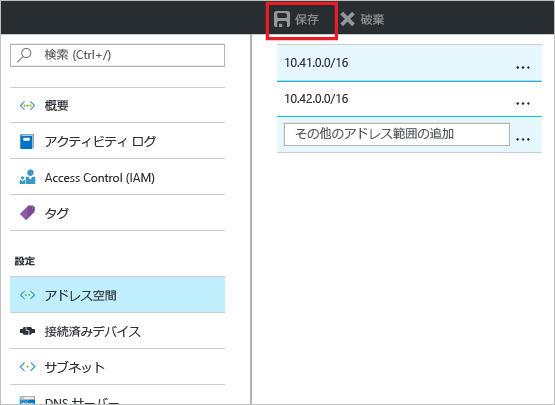 保存 破棄
検索 (Ctrl+/)
概要
アクティビティ ログ
Access Control (IAM)
タグ
設定
アドレス空間
接続済みデバイス
サブネット
DNS サーバー
10.41.0.0/16
...
10.42.0.0/16
...
その他のアドレス範囲の追加
...